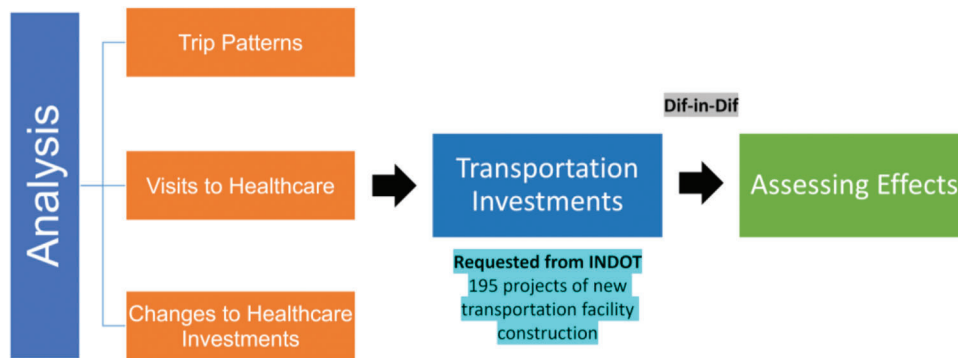 Analysis
Trip Patterns
Visits to Healthcare
Changes to Healthcare
Investments
Transportation
Investments
Requested from INDOT
195 projects of new
transportation facility
construction
Dif-in-Dif
Assessing Effects